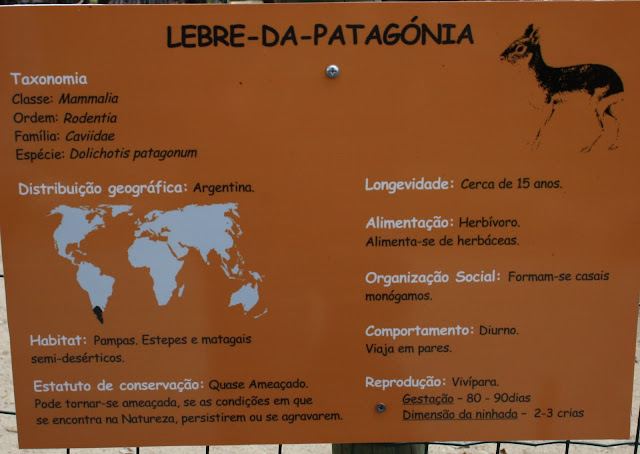 LEBRE-DA-PATAGÓNIA
Taxonomia
Classe: Mammalia
Ordem: Rodentia
Família: Caviidae
Espécie: Dolichotis patagonum
Distribuição geográfica: Argentina.
Habitat: Pampas. Estepes e matagais
semi-desérticos.
Estatuto de conservação: Quase Ameaçado.
Pode tornar-se ameaçada, se as condições em que
se encontra na Natureza, persistirem ou se agravarem.
Longevidade: Cerca de 15 anos.
Alimentação: Herbívoro.
Alimenta-se de herbáceas.
Organização Social: Formam-se casais
monógamos.
Comportamento: Diurno.
Viaja em pares.
Reprodução: Vivípara.
Gestação – 80 - 90dias
Dimensão da ninhada – 2-3 crias